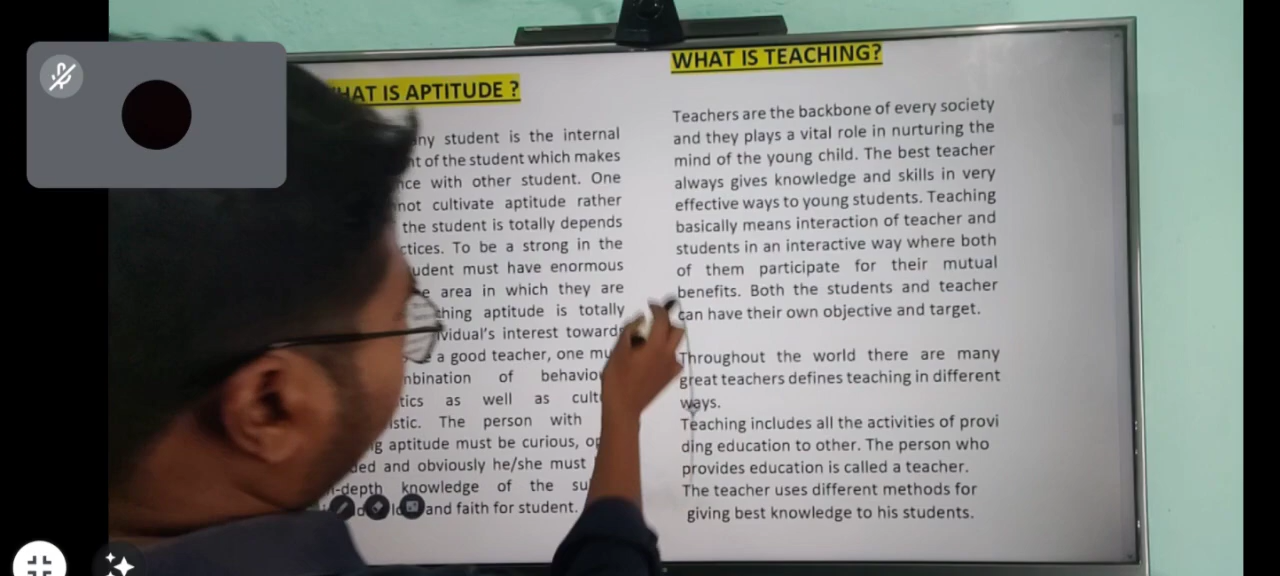 HAT IS APTITUDE ?
ny student is the internal
t of the student which makes
nce with other student. One
not cultivate aptitude rather
the student is totally depends
ctices. To be a strong in the
udent must have enormous
e area in which they are
ching aptitude is totally
vidual's interest toward
e a good teacher, one mu
nbination of behavio
tics as well as cult
istic. The person with
g aptitude must be curious, op
ded and obviously he/she must
-depth knowledge of the su
and faith for student.
WHAT IS TEACHING?
Teachers are the backbone of every society
and they plays a vital role in nurturing the
mind of the young child. The best teacher
always gives knowledge and skills in very
effective ways to young students. Teaching
basically means interaction of teacher and
students in an interactive way where both
of them participate for their mutual
benefits. Both the students and teacher
can have their own objective and target.
Throughout the world there are many
great teachers defines teaching in different
ways.
Teaching includes all the activities of provi
ding education to other. The person who
provides education is called a teacher.
The teacher uses different methods for
giving best knowledge to his students.